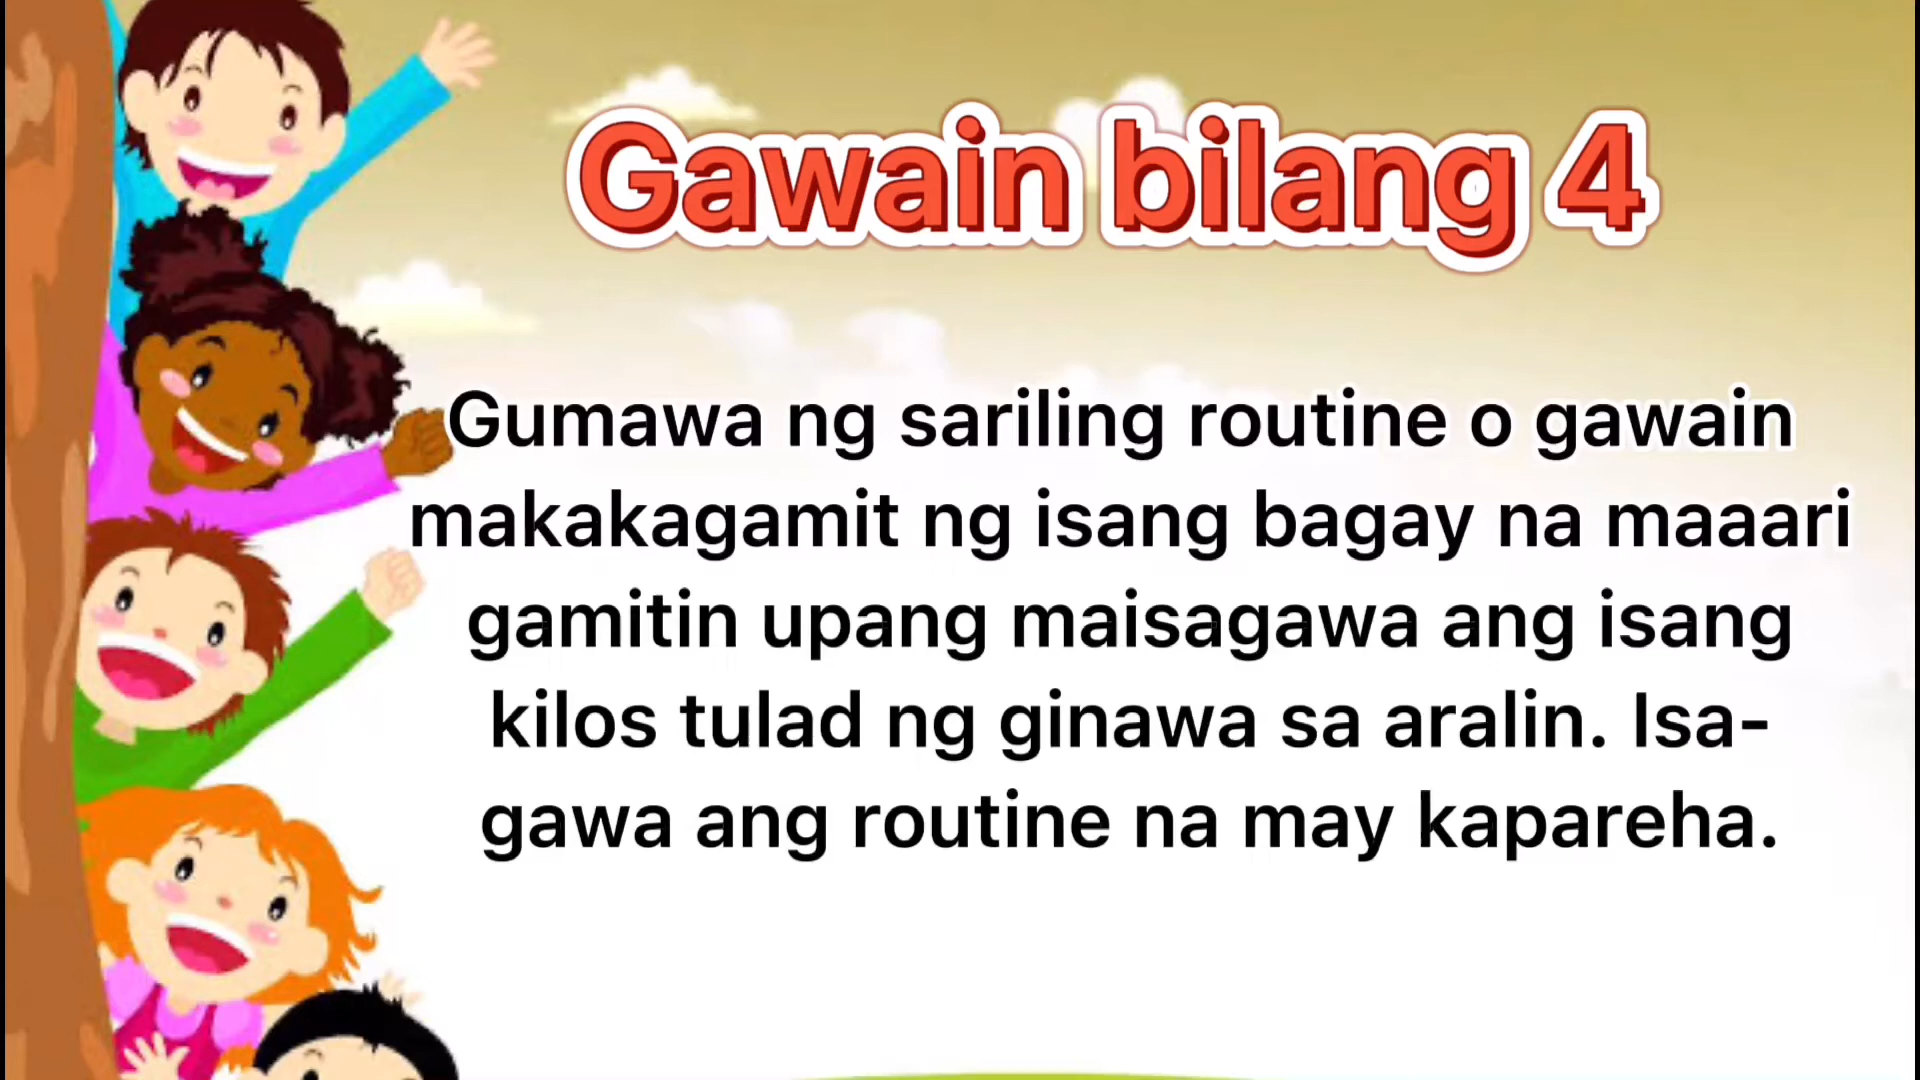 Gawain bilang 4
Gumawa ng sariling routine o gawain
makakagamit ng isang bagay na maaari
gamitin upang maisagawa ang isang
kilos tulad ng ginawa sa aralin. Isa-
gawa ang routine na may kapareha.